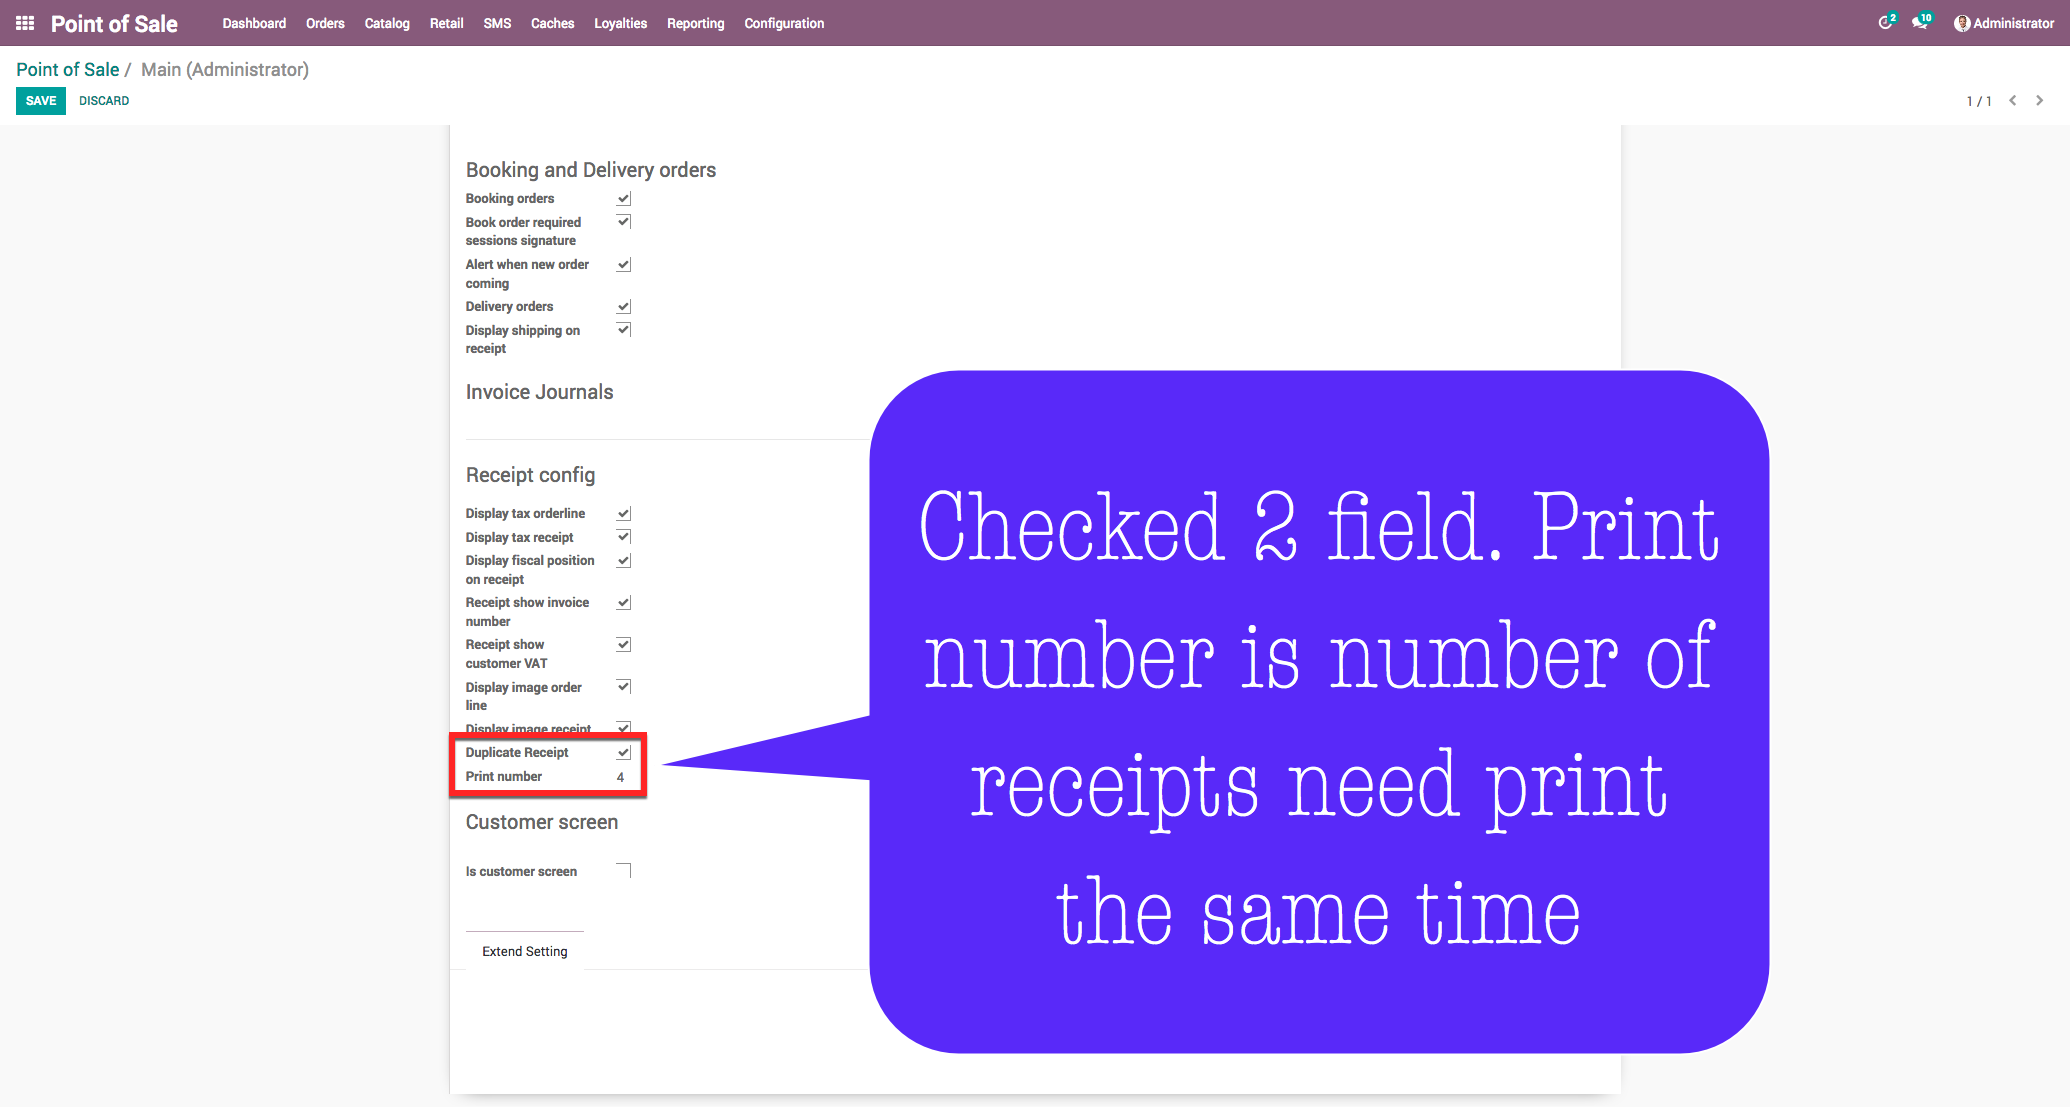 Point of Sale
Dashboard Orders Catalog Retail SMS Caches Loyalties Reporting Configuration
2 10 Administrator
Point of Sale / Main (Administrator)
SAVE DISCARD
1 / 1
Booking and Delivery orders
Booking orders
Book order required
sessions signature
Alert when new order
coming
Delivery orders
Display shipping on
receipt
Invoice Journals
Receipt config
Display tax orderline
Display tax receipt
Display fiscal position
on receipt
Receipt show invoice
number
Receipt show
customer VAT
Display image order
line
Display image receipt
Duplicate Receipt
Print number 4
Customer screen
Is customer screen
Extend Setting
Checked 2 field. Print
number is number of
receipts need print
the same time